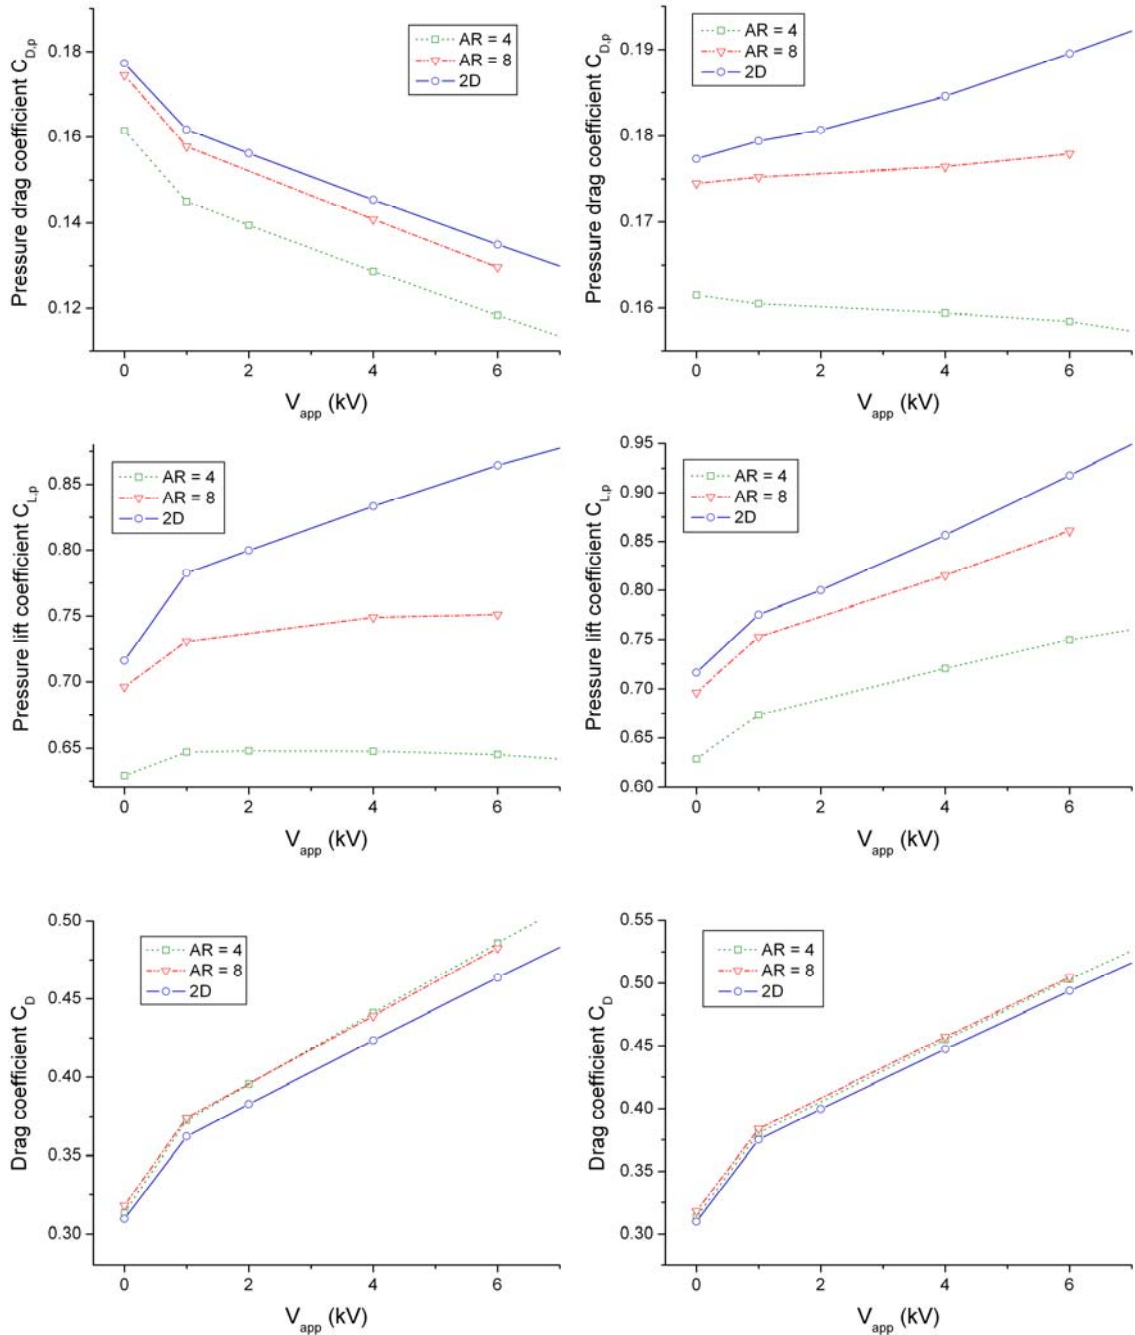 Pressure drag coefficient C_D,p
0.18
0.16
0.14
0.12
0 2 4 6
V_app (kV)
AR = 4
AR = 8
2D
Pressure drag coefficient C_D,p
0.19
0.18
0.17
0.16
0 2 4 6
V_app (kV)
AR = 4
AR = 8
2D
Pressure lift coefficient C_L,p
0.85
0.80
0.75
0.70
0.65
0 2 4 6
V_app (kV)
AR = 4
AR = 8
2D
Pressure lift coefficient C_L,p
0.95
0.90
0.85
0.80
0.75
0.70
0.65
0.60
0 2 4 6
V_app (kV)
AR = 4
AR = 8
2D
Drag coefficient C_D
0.50
0.45
0.40
0.35
0.30
0 2 4 6
V_app (kV)
AR = 4
AR = 8
2D
Drag coefficient C_D
0.55
0.50
0.45
0.40
0.35
0.30
0 2 4 6
V_app (kV)
AR = 4
AR = 8
2D